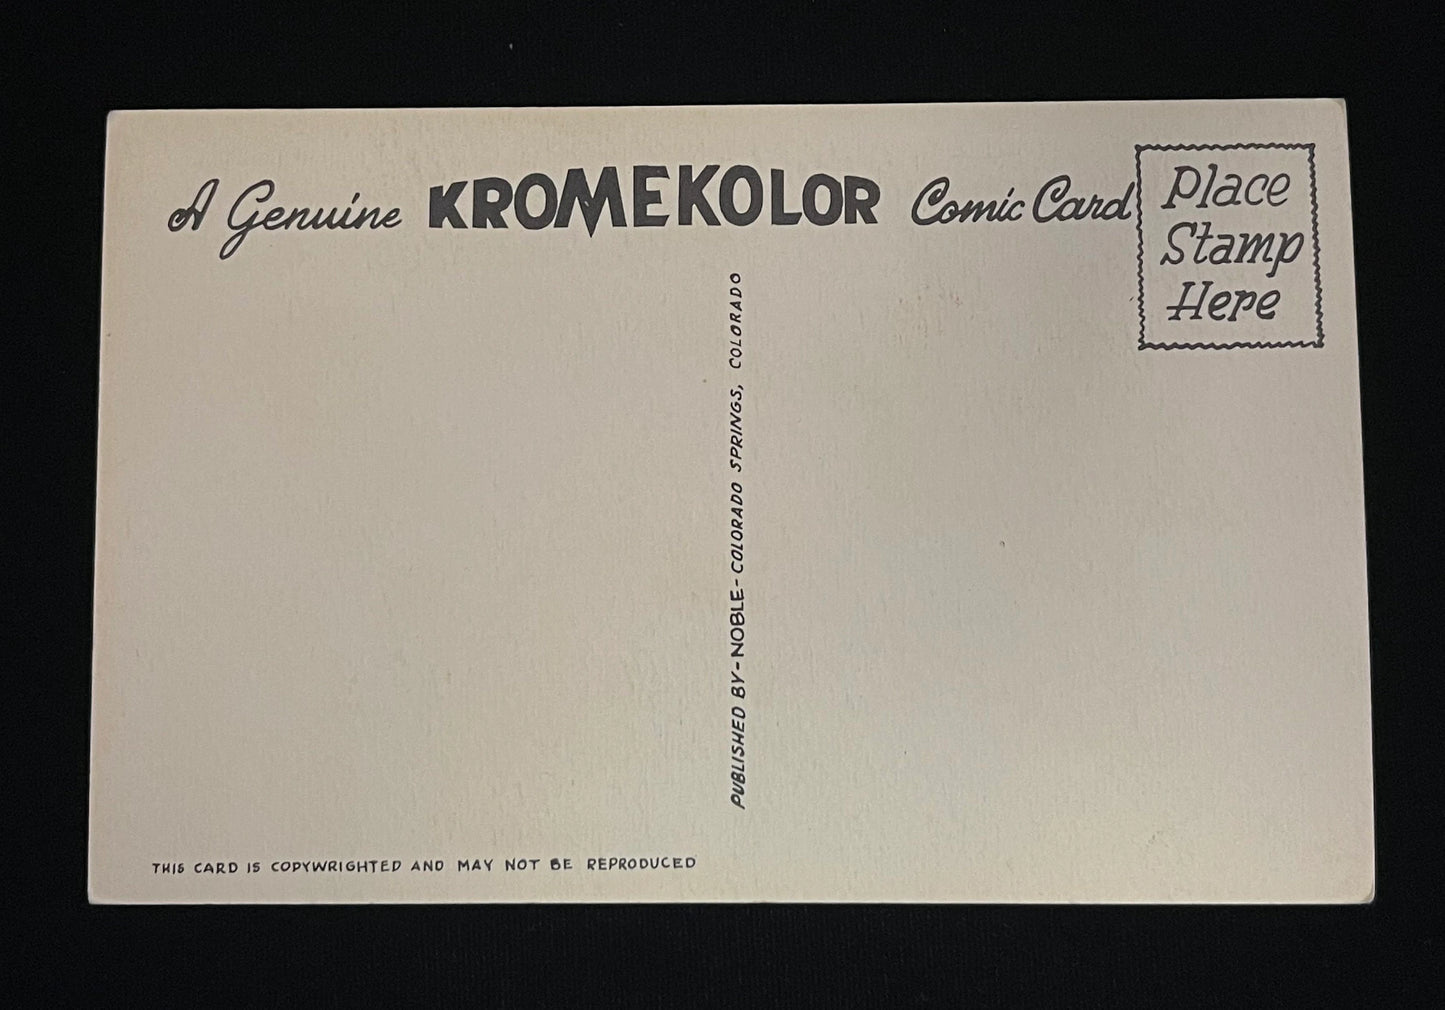 A Genuine KROMEKOLOR Comic Card
Place
Stamp
Here
PUBLISHED BY-NOBLE-COLORADO SPRINGS, COLORADO
THIS CARD IS COPYWRIGHTED AND MAY NOT BE REPRODUCED